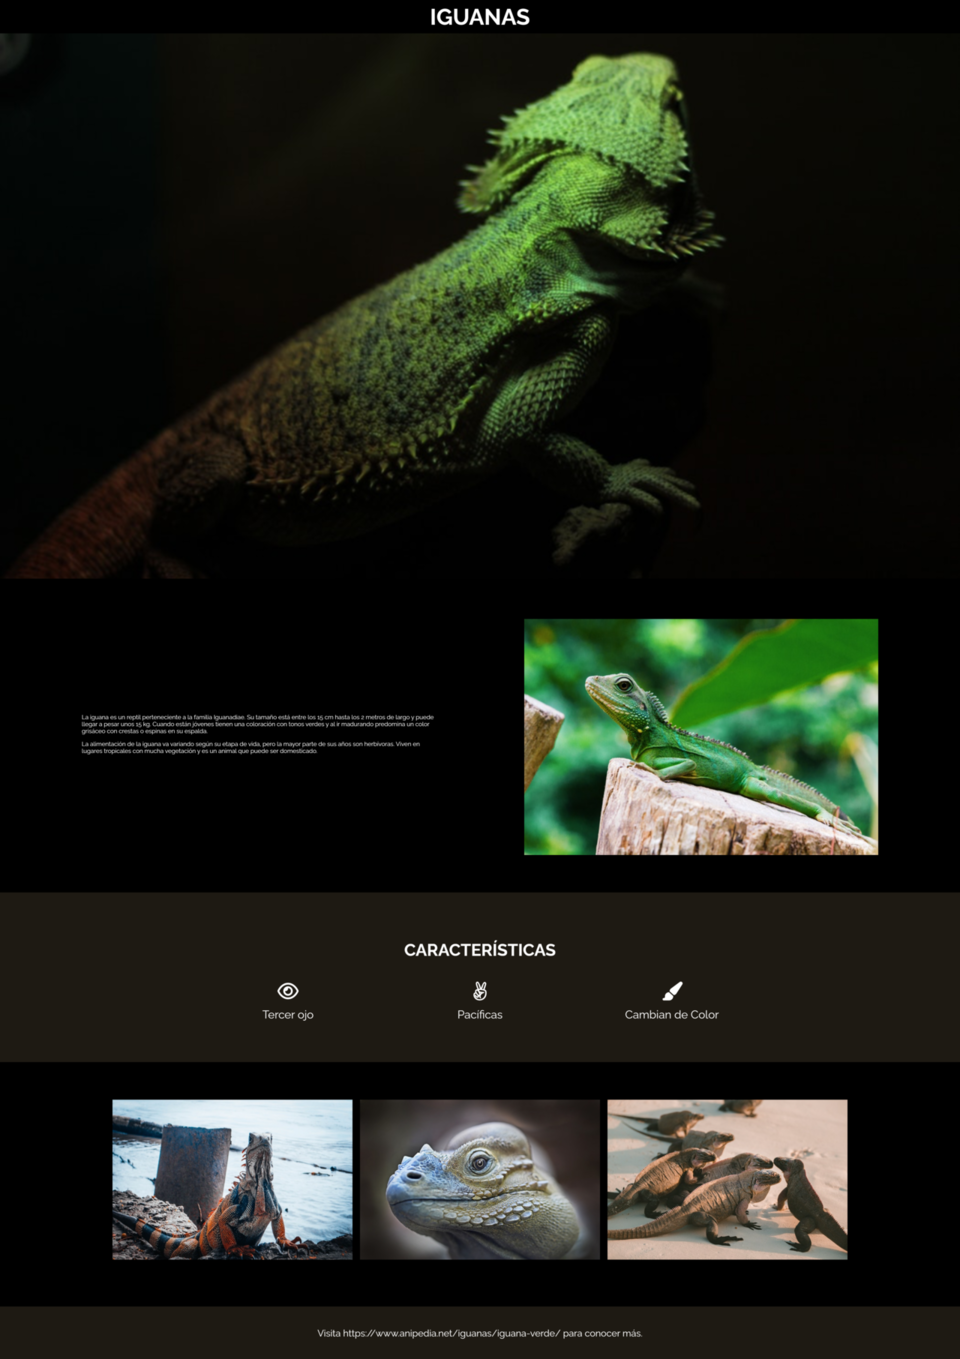 IGUANAS
La iguana es un reptil perteneciente a la familia Iguanadiae. Su tamaño está entre los 15 cm hasta los 2 metros de largo y puede
llegar a pesar unos 15 kg. Cuando están jóvenes tienen una coloración con tonos verdes y al ir madurando predomina un color
grisáceo con crestas o espinas en su espalda.
La alimentación de la iguana va variando según su etapa de vida, pero la mayor parte de sus años son herbívoras. Viven en
lugares tropicales con mucha vegetación y es un animal que puede ser domesticado.
CARACTERÍSTICAS
Tercer ojo
Pacíficas
Cambian de Color
Visita https://www.anipedia.net/iguanas/iguana-verde/ para conocer más.